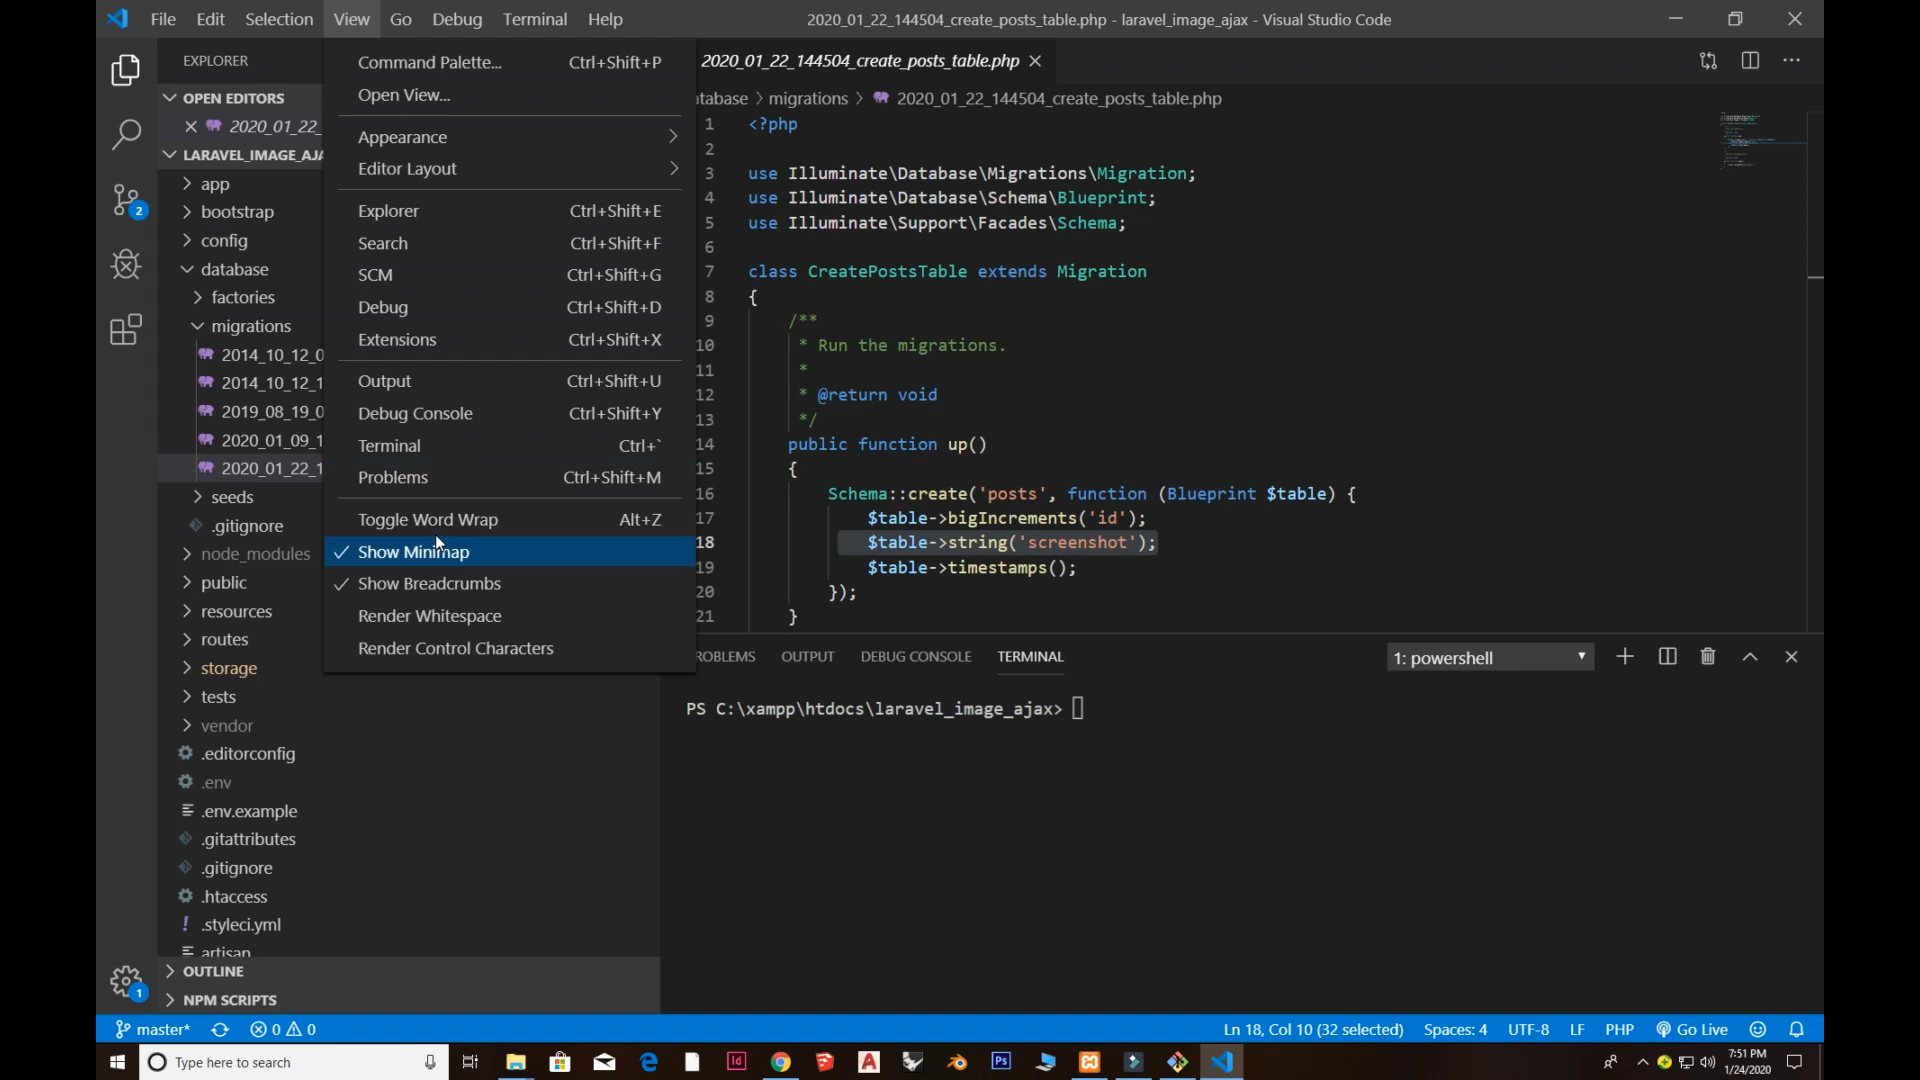 File Edit Selection View Go Debug Terminal Help
2020_01_22_144504_create_posts_table.php - laravel_image_ajax - Visual Studio Code
EXPLORER
OPEN EDITORS
2020_01_22_
LARAVEL_IMAGE_AJA
app
bootstrap
config
database
factories
migrations
2014_10_12_0
2014_10_12_1
2019_08_19_0
2020_01_09_1
2020_01_22_1
seeds
.gitignore
node_modules
public
resources
routes
storage
tests
vendor
.editorconfig
.env
.env.example
.gitattributes
.gitignore
.htaccess
.styleci.yml
artisan
OUTLINE
NPM SCRIPTS
2
1
Command Palette... Ctrl+Shift+P
Open View...
Appearance
Editor Layout
Explorer Ctrl+Shift+E
Search Ctrl+Shift+F
SCM Ctrl+Shift+G
Debug Ctrl+Shift+D
Extensions Ctrl+Shift+X
Output Ctrl+Shift+U
Debug Console Ctrl+Shift+Y
Terminal Ctrl+`
Problems Ctrl+Shift+M
Toggle Word Wrap Alt+Z
Show Minimap
Show Breadcrumbs
Render Whitespace
Render Control Characters
2020_01_22_144504_create_posts_table.php
tabase > migrations > 2020_01_22_144504_create_posts_table.php
1 <?php
2
3 use Illuminate\Database\Migrations\Migration;
4 use Illuminate\Database\Schema\Blueprint;
5 use Illuminate\Support\Facades\Schema;
6
7 class CreatePostsTable extends Migration
8 {
9 /**
10 * Run the migrations.
11 *
12 * @return void
13 */
14 public function up()
15 {
16 Schema::create('posts', function (Blueprint $table) {
17 $table->bigIncrements('id');
18 $table->string('screenshot');
19 $table->timestamps();
20 });
21 }
ROBLEMS OUTPUT DEBUG CONSOLE TERMINAL 1: powershell
PS C:\xampp\htdocs\laravel_image_ajax>
master* 0 0 Ln 18, Col 10 (32 selected) Spaces: 4 UTF-8 LF PHP Go Live
Type here to search
Id
Ps
7:51 PM
1/24/2020